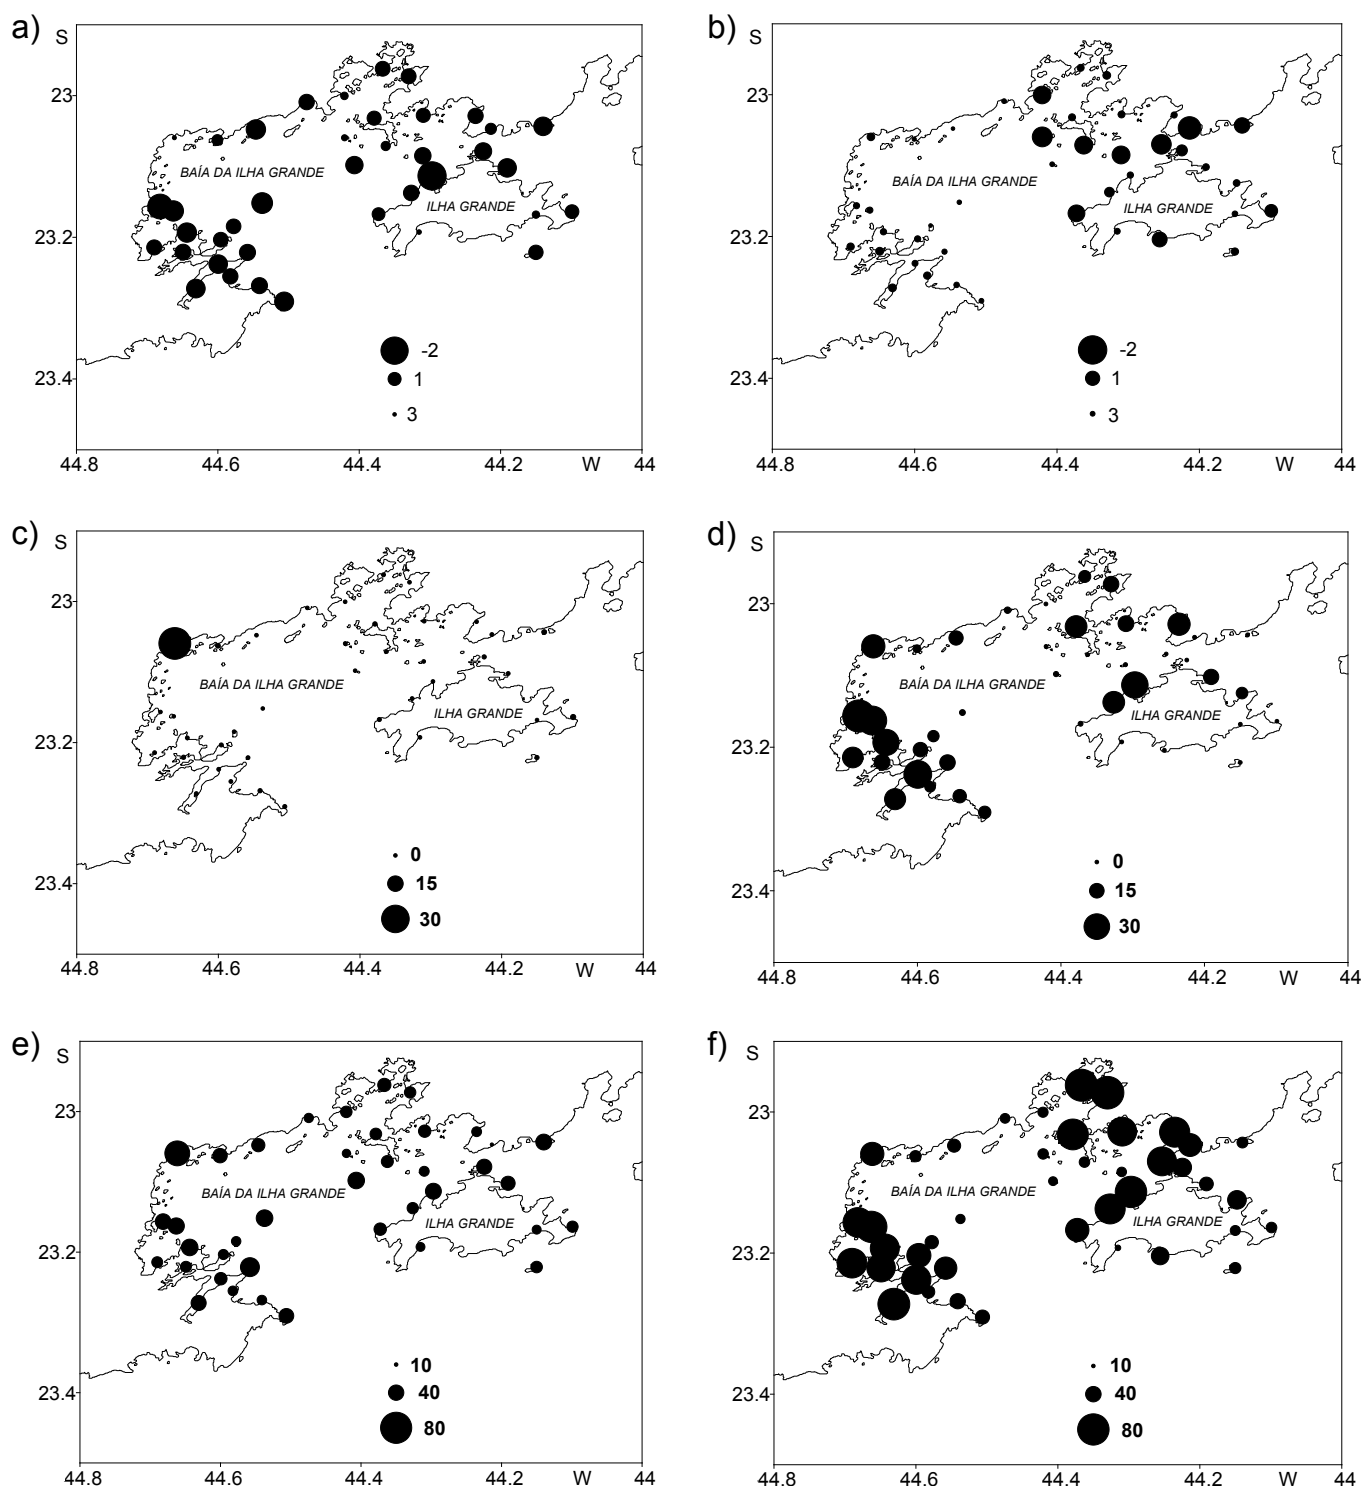 a)
S
23
BAÍA DA ILHA GRANDE
ILHA GRANDE
23.2
-2
1
3
23.4
44.8 44.6 44.4 44.2 W 44
b)
S
23
BAÍA DA ILHA GRANDE
ILHA GRANDE
23.2
-2
1
3
23.4
44.8 44.6 44.4 44.2 W 44
c)
S
23
BAÍA DA ILHA GRANDE
ILHA GRANDE
23.2
0
15
30
23.4
44.8 44.6 44.4 44.2 W 44
d)
S
23
BAÍA DA ILHA GRANDE
ILHA GRANDE
23.2
0
15
30
23.4
44.8 44.6 44.4 44.2 W 44
e)
S
23
BAÍA DA ILHA GRANDE
ILHA GRANDE
23.2
10
40
80
23.4
44.8 44.6 44.4 44.2 W 44
f)
S
23
BAÍA DA ILHA GRANDE
ILHA GRANDE
23.2
10
40
80
23.4
44.8 44.6 44.4 44.2 W 44